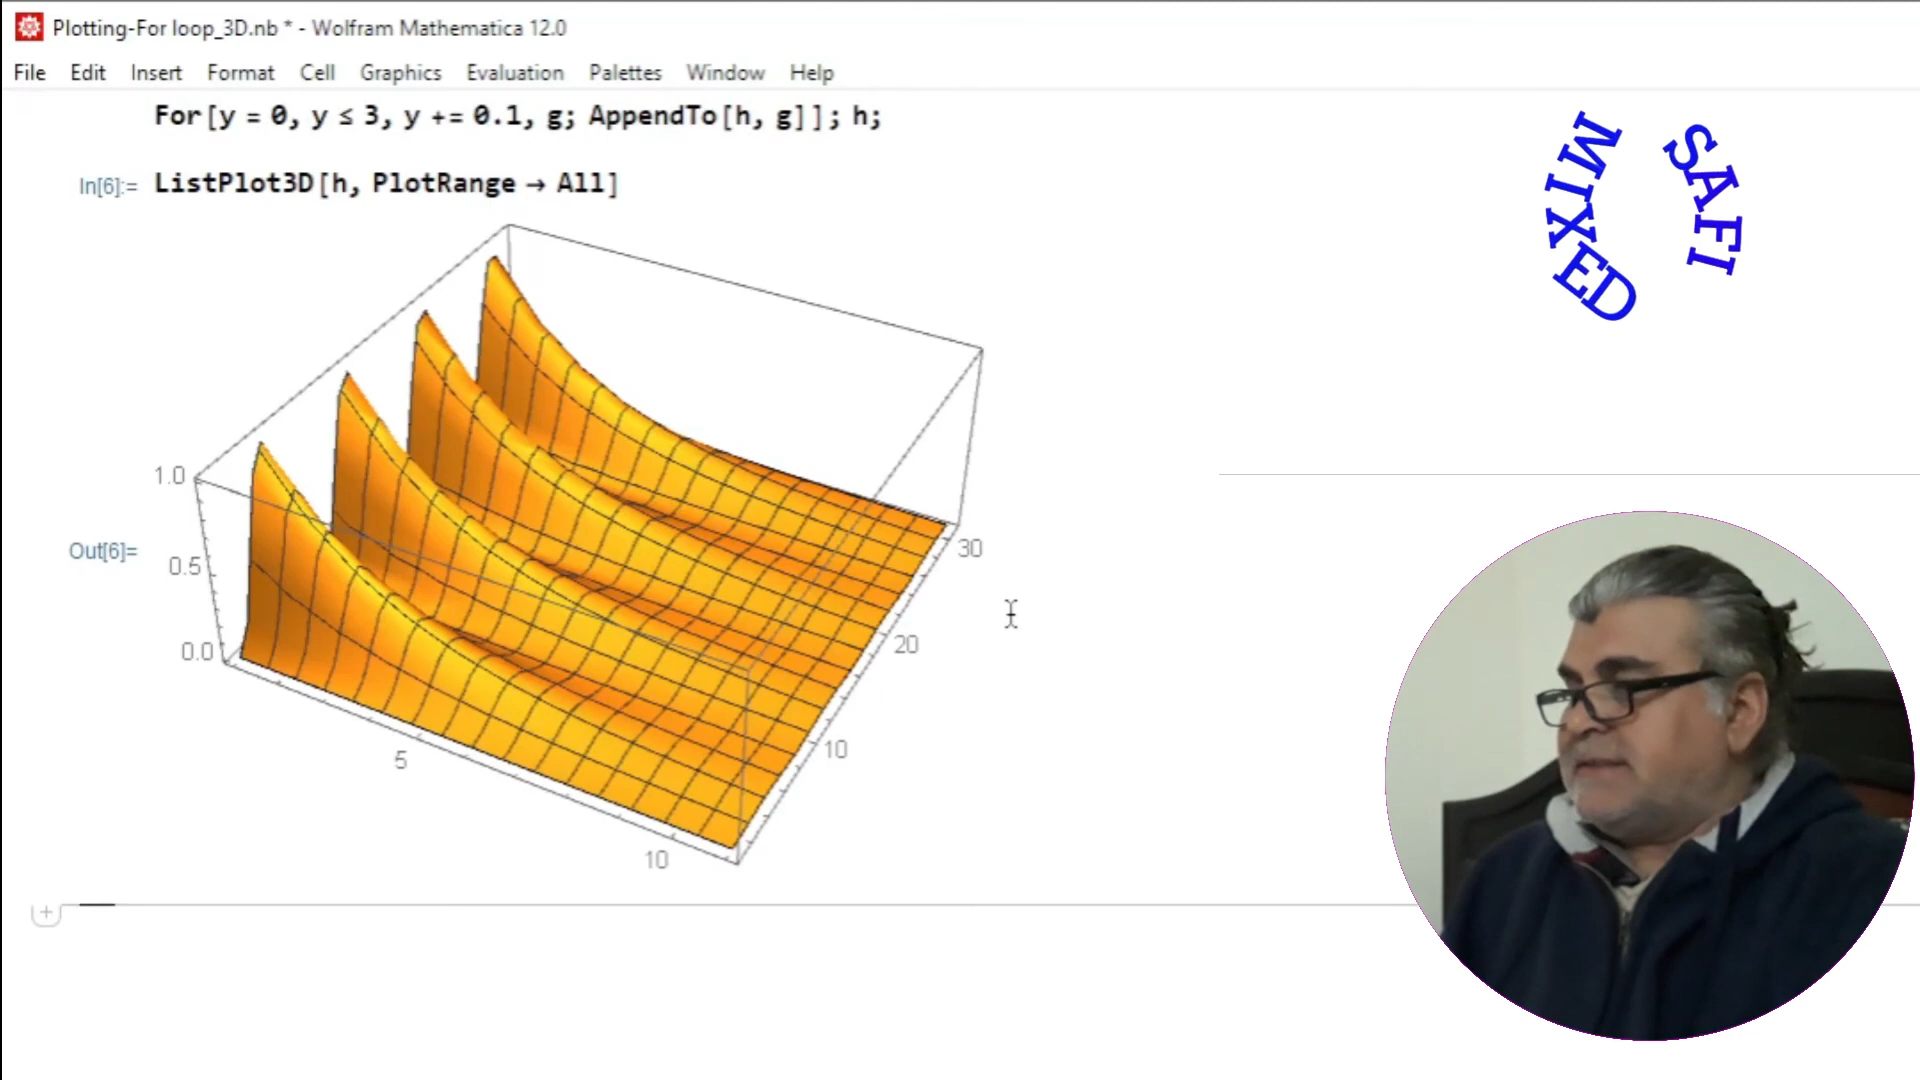 Plotting-For loop_3D.nb * - Wolfram Mathematica 12.0
File Edit Insert Format Cell Graphics Evaluation Palettes Window Help
For[y = 0, y ≤ 3, y += 0.1, g; AppendTo[h, g]]; h;
In[6]:= ListPlot3D[h, PlotRange → All]
Out[6]=
1.0
0.5
0.0
5
10
10
20
30
MIXED
SAFI